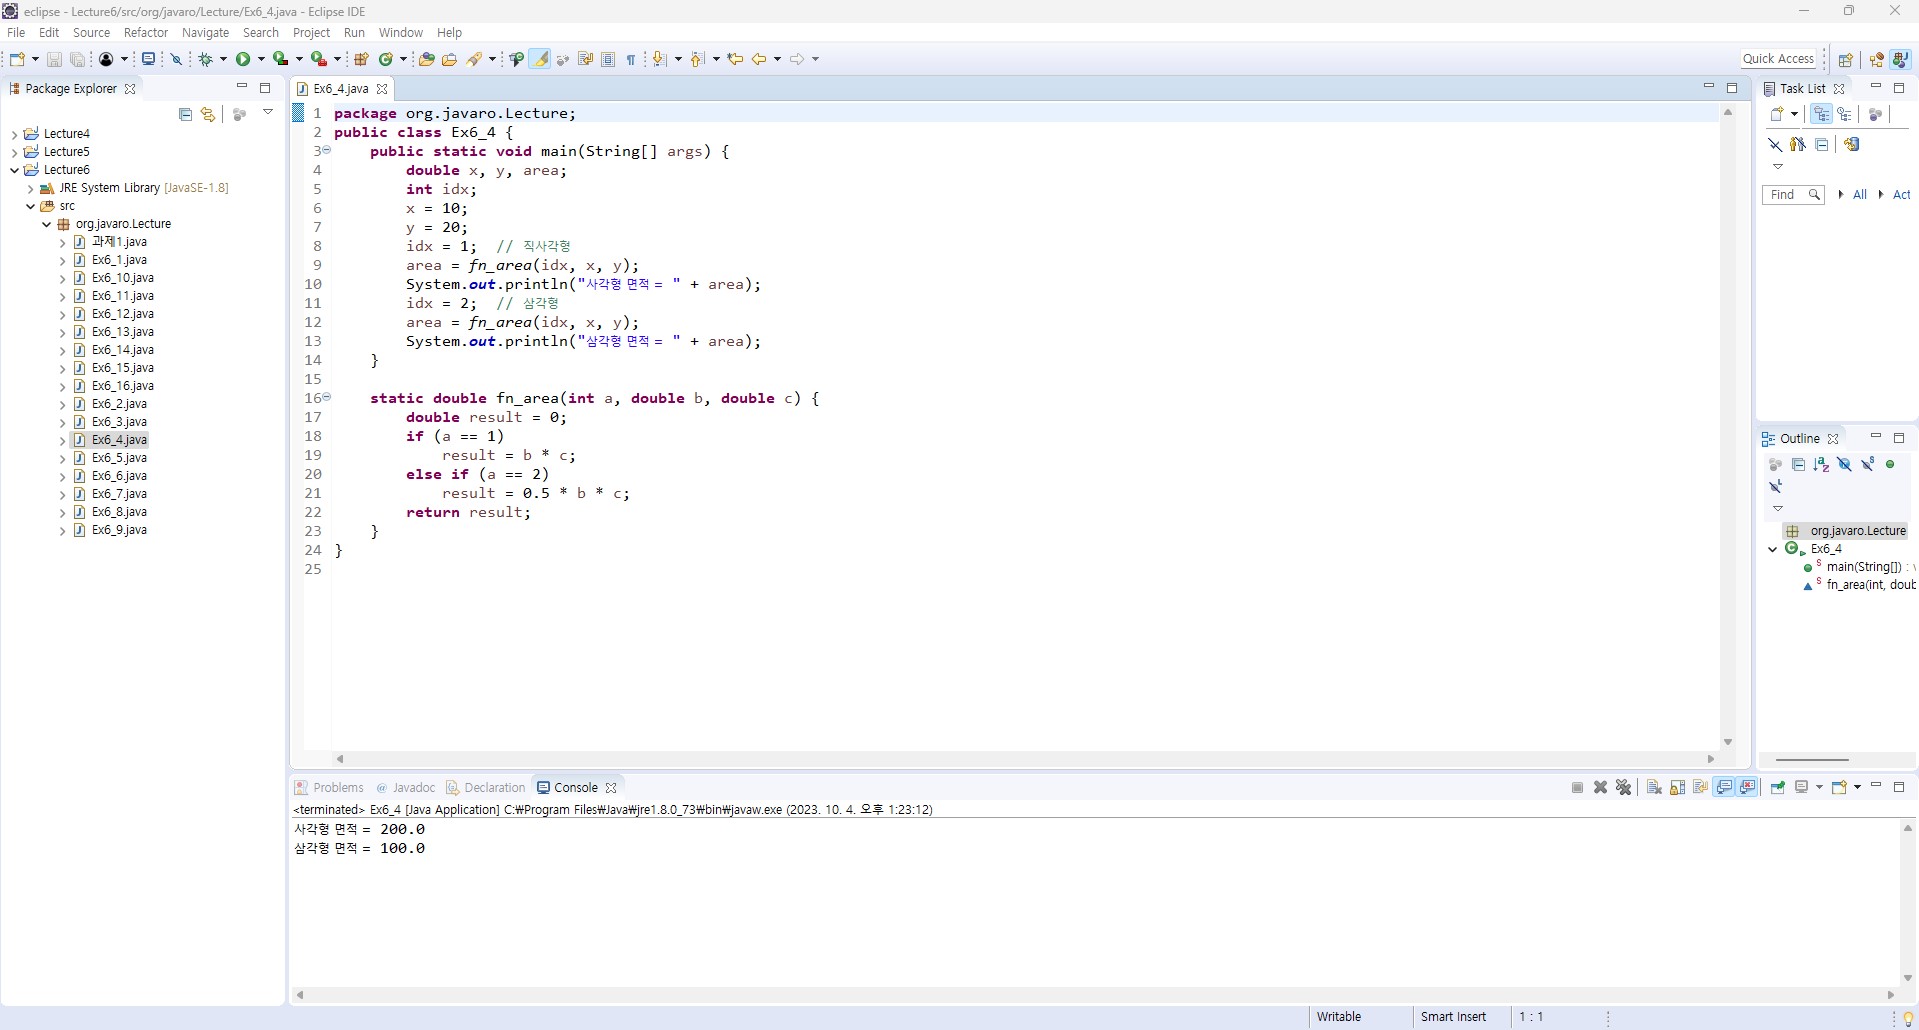 eclipse - Lecture6/src/org/javaro/Lecture/Ex6_4.java - Eclipse IDE
File Edit Source Refactor Navigate Search Project Run Window Help
Quick Access
Package Explorer
Lecture4
Lecture5
Lecture6
JRE System Library [JavaSE-1.8]
src
org.javaro.Lecture
과제1.java
Ex6_1.java
Ex6_10.java
Ex6_11.java
Ex6_12.java
Ex6_13.java
Ex6_14.java
Ex6_15.java
Ex6_16.java
Ex6_2.java
Ex6_3.java
Ex6_4.java
Ex6_5.java
Ex6_6.java
Ex6_7.java
Ex6_8.java
Ex6_9.java
Ex6_4.java
1 package org.javaro.Lecture;
2 public class Ex6_4 {
3 public static void main(String[] args) {
4 double x, y, area;
5 int idx;
6 x = 10;
7 y = 20;
8 idx = 1; // 직사각형
9 area = fn_area(idx, x, y);
10 System.out.println("사각형 면적 = " + area);
11 idx = 2; // 삼각형
12 area = fn_area(idx, x, y);
13 System.out.println("삼각형 면적 = " + area);
14 }
15
16 static double fn_area(int a, double b, double c) {
17 double result = 0;
18 if (a == 1)
19 result = b * c;
20 else if (a == 2)
21 result = 0.5 * b * c;
22 return result;
23 }
24 }
25
Task List
Find All Act
Outline
org.javaro.Lecture
Ex6_4
main(String[]) : v
fn_area(int, doub
Problems Javadoc Declaration Console
<terminated> Ex6_4 [Java Application] C:₩Program Files₩Java₩jre1.8.0_73₩bin₩javaw.exe (2023. 10. 4. 오후 1:23:12)
사각형 면적 = 200.0
삼각형 면적 = 100.0
Writable Smart Insert 1 : 1